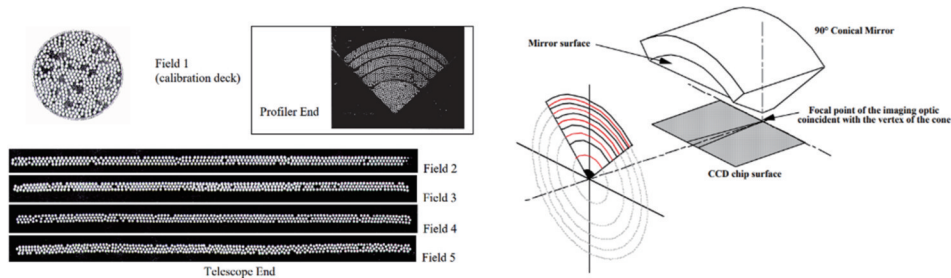 Field 1
(calibration deck)
Profiler End
Field 2
Field 3
Field 4
Field 5
Telescope End
90° Conical Mirror
Mirror surface
Focal point of the imaging optic
coincident with the vertex of the cone
CCD chip surface